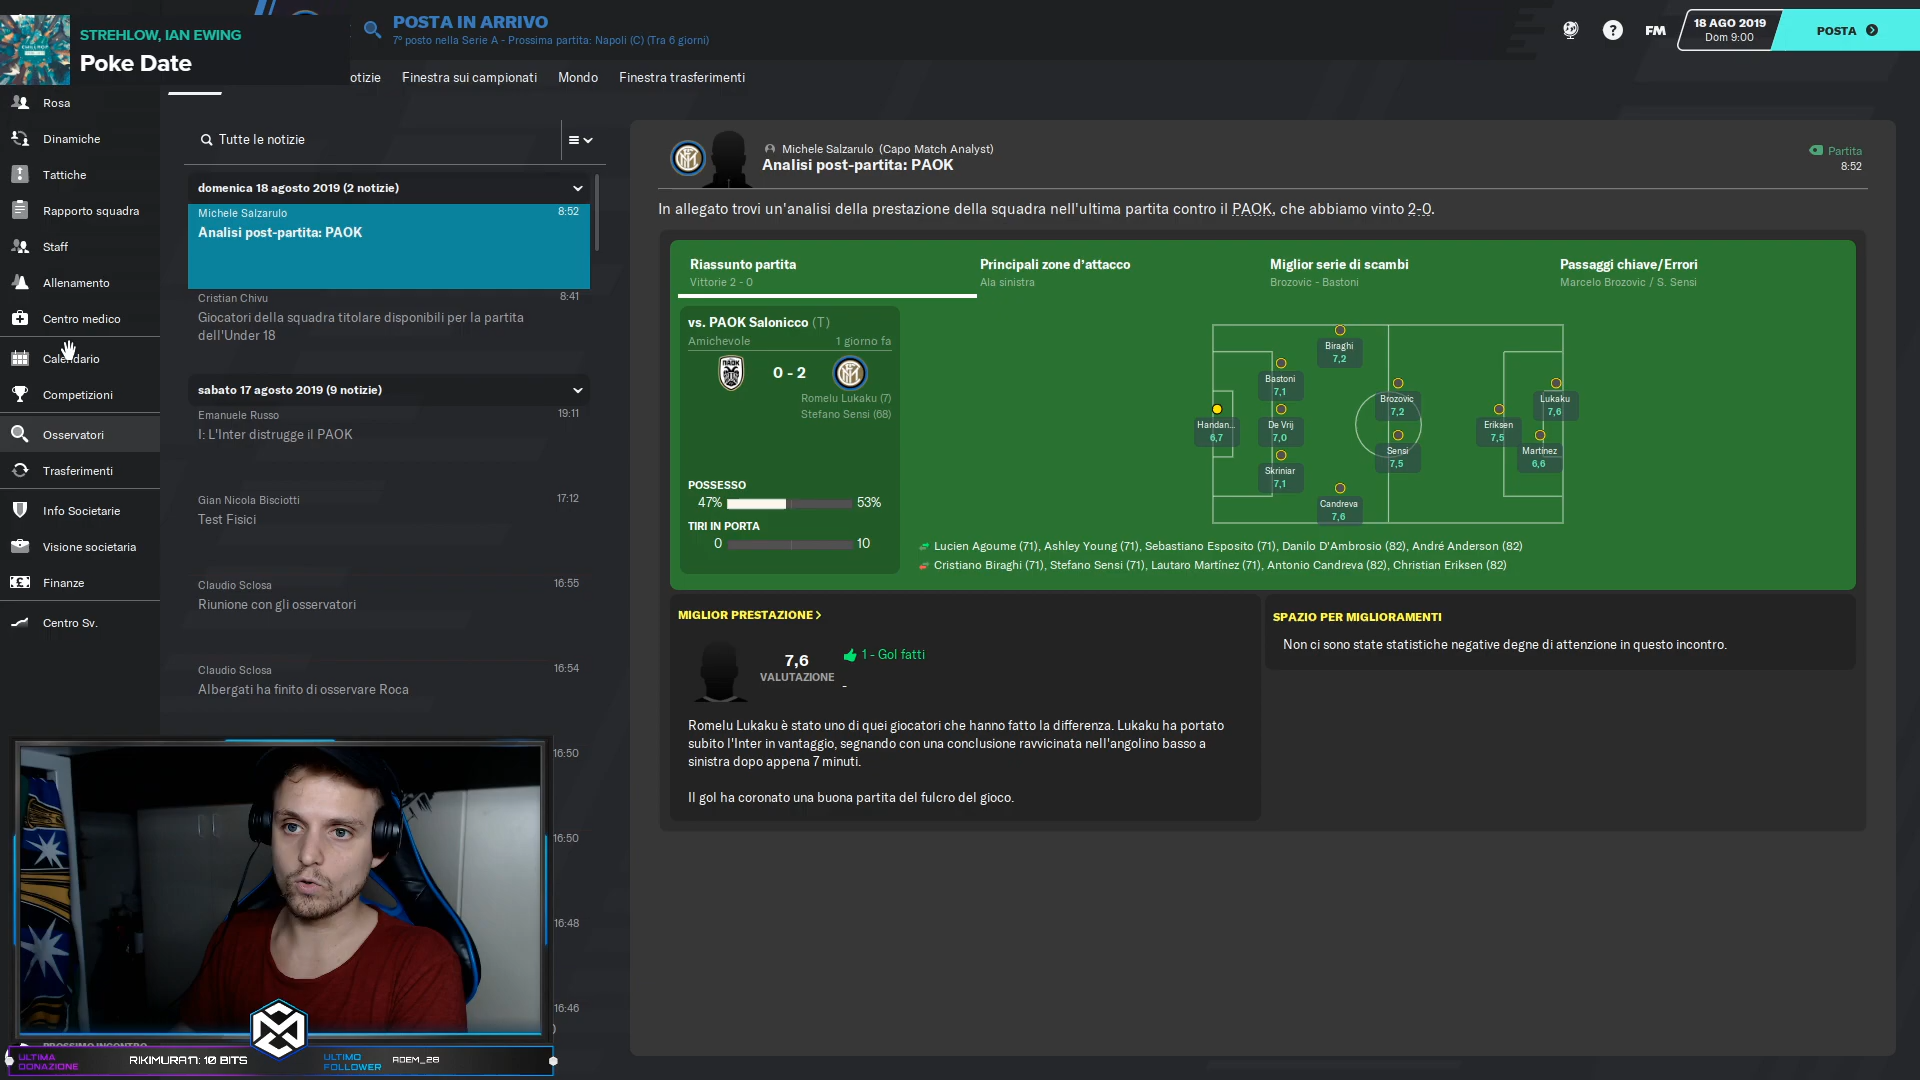 STREHLOW, IAN EWING
Poke Date
POSTA IN ARRIVO
7° posto nella Serie A - Prossima partita: Napoli (C) (Tra 6 giorni)
FM
18 AGO 2019
Dom 9:00
POSTA
otizie
Finestra sui campionati
Mondo
Finestra trasferimenti
Rosa
Dinamiche
Tattiche
Rapporto squadra
Staff
Allenamento
Centro medico
Calendario
Competizioni
Osservatori
Trasferimenti
Info Societarie
Visione societaria
Finanze
Centro Sv.
Tutte le notizie
domenica 18 agosto 2019 (2 notizie)
Michele Salzarulo 8:52
Analisi post-partita: PAOK
Cristian Chivu 8:41
Giocatori della squadra titolare disponibili per la partita
dell'Under 18
sabato 17 agosto 2019 (9 notizie)
Emanuele Russo 19:11
I: L'Inter distrugge il PAOK
Gian Nicola Bisciotti 17:12
Test Fisici
Claudio Sclosa 16:55
Riunione con gli osservatori
Claudio Sclosa 16:54
Albergati ha finito di osservare Roca
16:50
16:50
16:48
16:46
Michele Salzarulo (Capo Match Analyst)
Analisi post-partita: PAOK
Partita
8:52
In allegato trovi un'analisi della prestazione della squadra nell'ultima partita contro il PAOK, che abbiamo vinto 2-0.
Riassunto partita
Vittorie 2 - 0
Principali zone d'attacco
Ala sinistra
Miglior serie di scambi
Brozovic - Bastoni
Passaggi chiave/Errori
Marcelo Brozovic / S. Sensi
vs. PAOK Salonicco (T)
Amichevole 1 giorno fa
0 - 2
Romelu Lukaku (7)
Stefano Sensi (68)
POSSESSO
47% 53%
TIRI IN PORTA
0 10
Biraghi
7,2
Bastoni
7,1
Brozovic
7,2
Lukaku
7,6
Handan...
6,7
De Vrij
7,0
Eriksen
7,5
Sensi
7,5
Martínez
6,6
Skriniar
7,1
Candreva
7,6
Lucien Agoume (71), Ashley Young (71), Sebastiano Esposito (71), Danilo D'Ambrosio (82), André Anderson (82)
Cristiano Biraghi (71), Stefano Sensi (71), Lautaro Martínez (71), Antonio Candreva (82), Christian Eriksen (82)
MIGLIOR PRESTAZIONE
7,6
VALUTAZIONE
1 - Gol fatti
-
Romelu Lukaku è stato uno di quei giocatori che hanno fatto la differenza. Lukaku ha portato
subito l'Inter in vantaggio, segnando con una conclusione ravvicinata nell'angolino basso a
sinistra dopo appena 7 minuti.
Il gol ha coronato una buona partita del fulcro del gioco.
SPAZIO PER MIGLIORAMENTI
Non ci sono state statistiche negative degne di attenzione in questo incontro.
PROSSIMO INCONTRO
ULTIMA
DONAZIONE
RIKIMURA17: 10 BITS
ULTIMO
FOLLOWER
ADEM_28